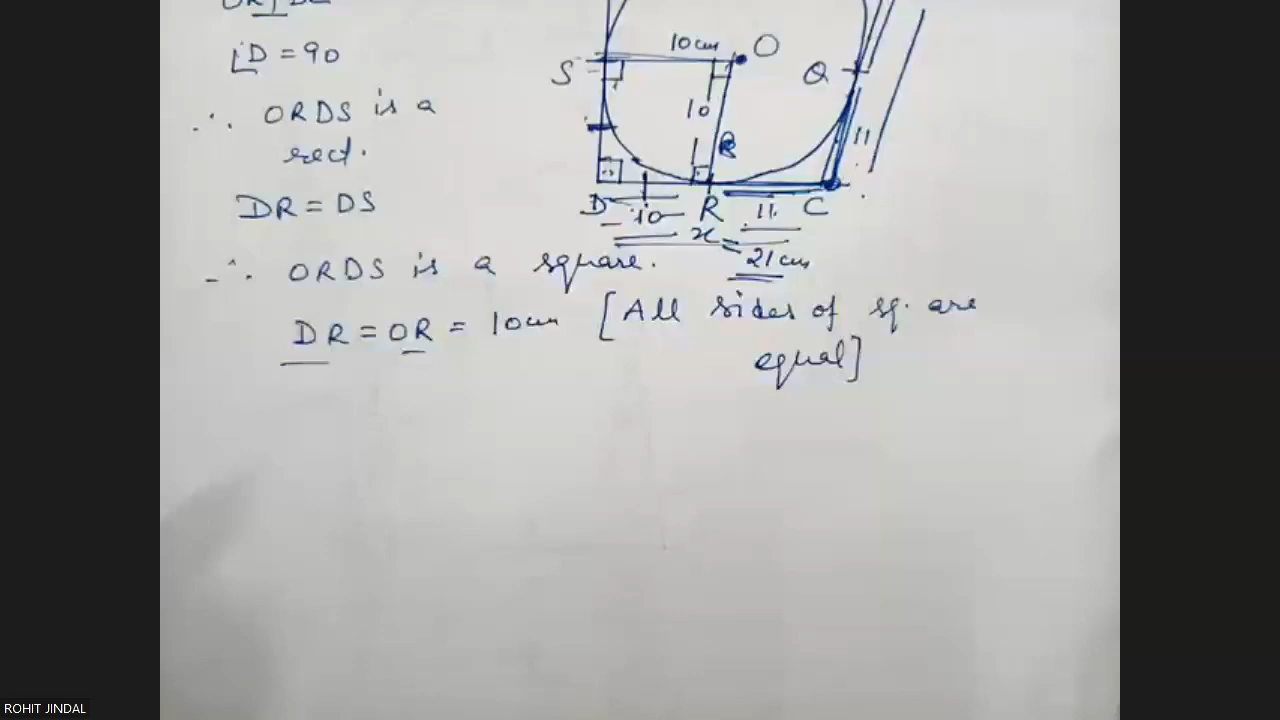 ∠D = 90
∴ ORDS is a
rect.
DR = DS
∴ ORDS is a square.
DR = OR = 10cm [All sides of sq. are
equal]
10cm O
S
Q
10
R
11
D 10 R 11 C
x = 21cm
ROHIT JINDAL